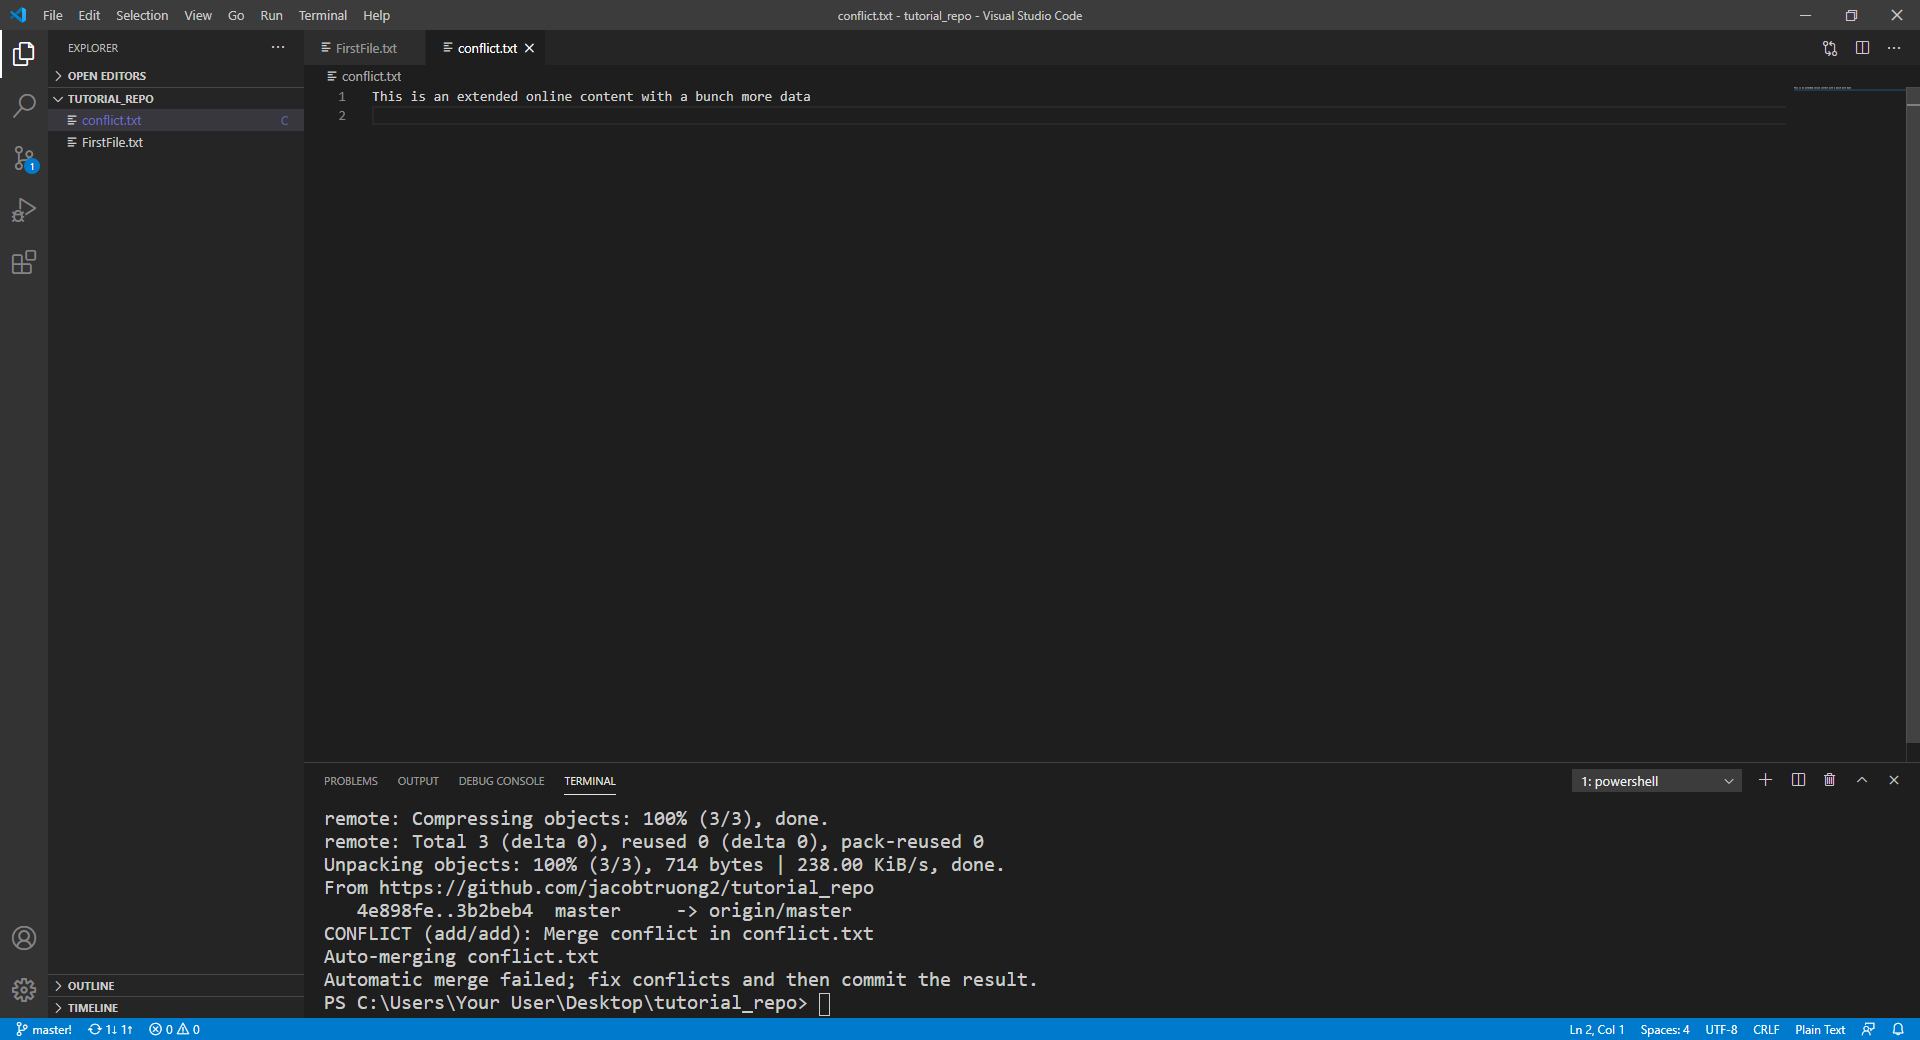 File Edit Selection View Go Run Terminal Help
conflict.txt - tutorial_repo - Visual Studio Code
EXPLORER
OPEN EDITORS
TUTORIAL_REPO
conflict.txt C
FirstFile.txt
1
OUTLINE
TIMELINE
FirstFile.txt conflict.txt
conflict.txt
1 This is an extended online content with a bunch more data
2
PROBLEMS OUTPUT DEBUG CONSOLE TERMINAL
1: powershell
remote: Compressing objects: 100% (3/3), done.
remote: Total 3 (delta 0), reused 0 (delta 0), pack-reused 0
Unpacking objects: 100% (3/3), 714 bytes | 238.00 KiB/s, done.
From https://github.com/jacobtruong2/tutorial_repo
   4e898fe..3b2beb4  master     -> origin/master
CONFLICT (add/add): Merge conflict in conflict.txt
Auto-merging conflict.txt
Automatic merge failed; fix conflicts and then commit the result.
PS C:\Users\Your User\Desktop\tutorial_repo>
master! 1↓ 1↑ 0 0
Ln 2, Col 1 Spaces: 4 UTF-8 CRLF Plain Text